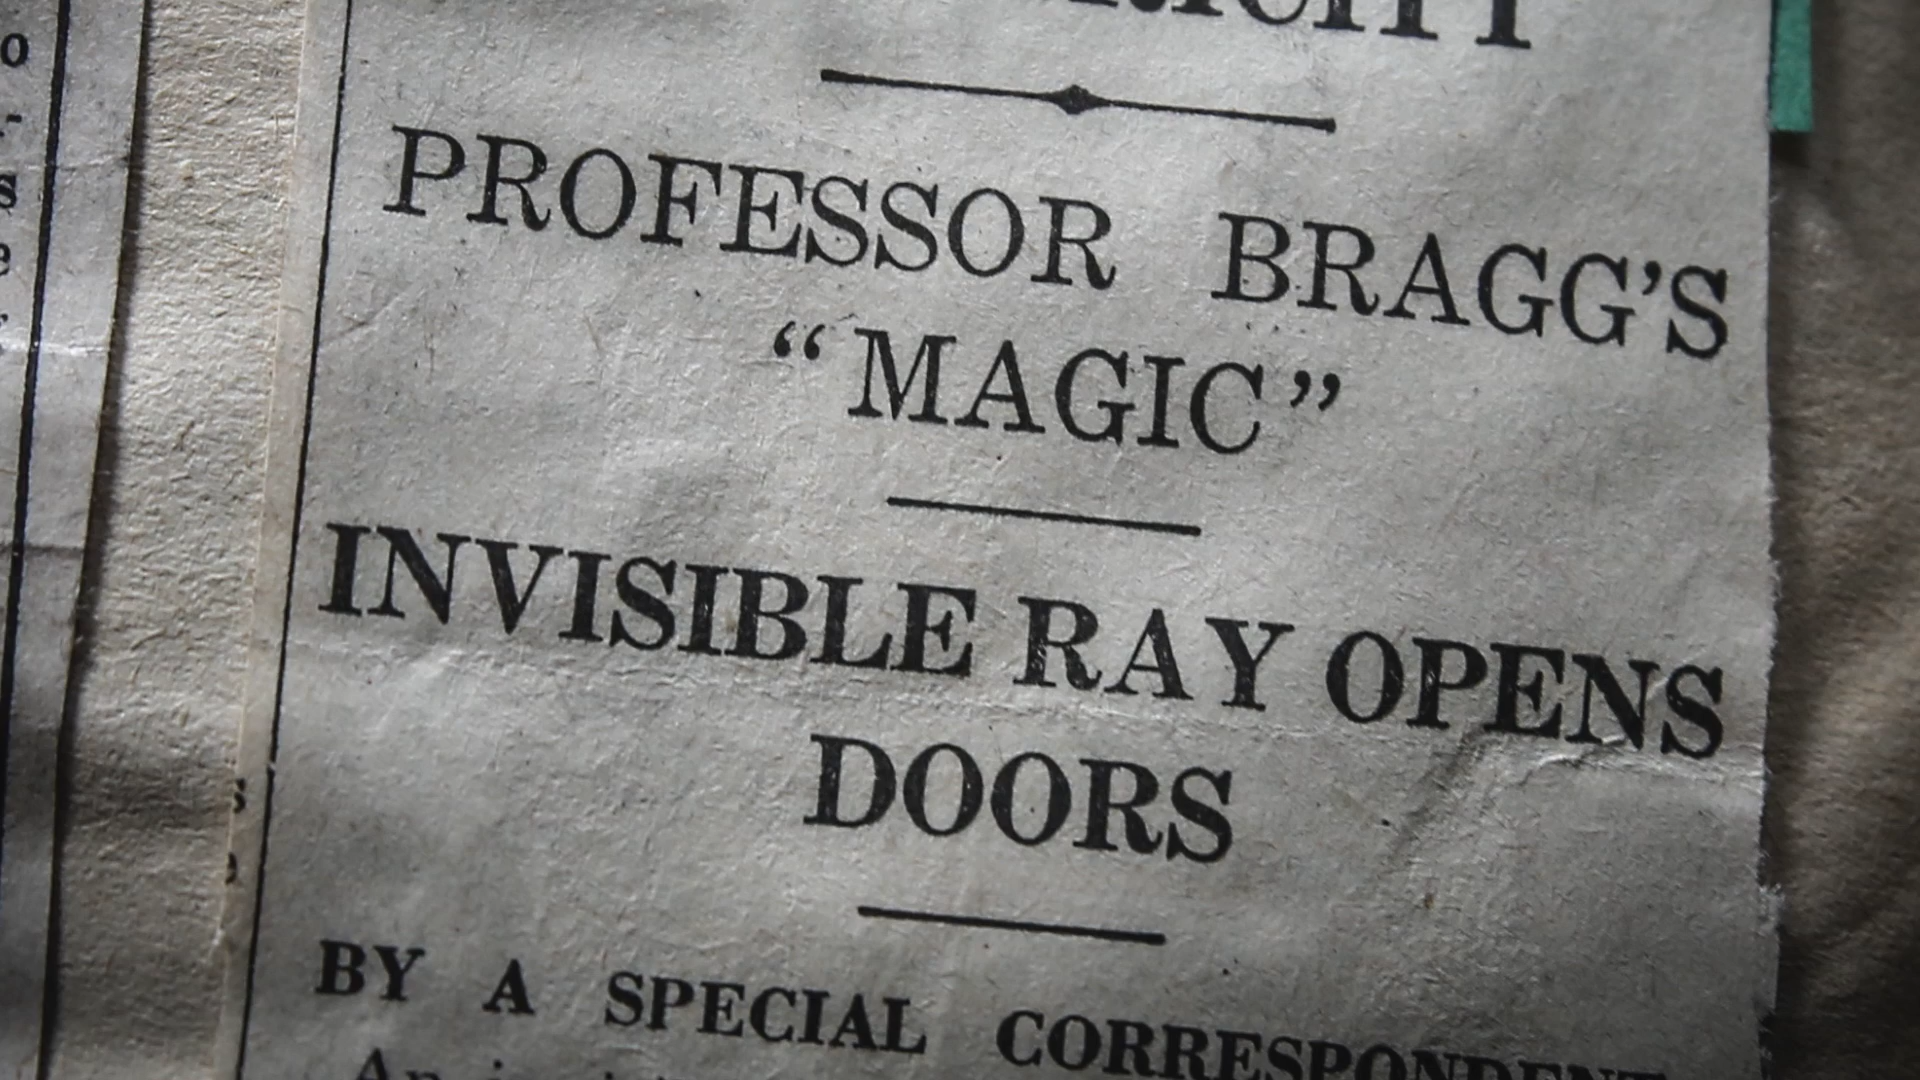 PROFESSOR BRAGG'S
“MAGIC”
INVISIBLE RAY OPENS
DOORS
BY A SPECIAL CORRESPONDENT